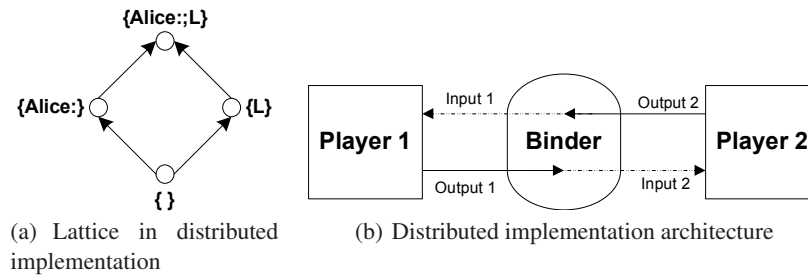 {Alice:;L}
{Alice:}
{L}
{ }
(a) Lattice in distributed
implementation
Player 1
Input 1
Output 1
Binder
Output 2
Input 2
Player 2
(b) Distributed implementation architecture